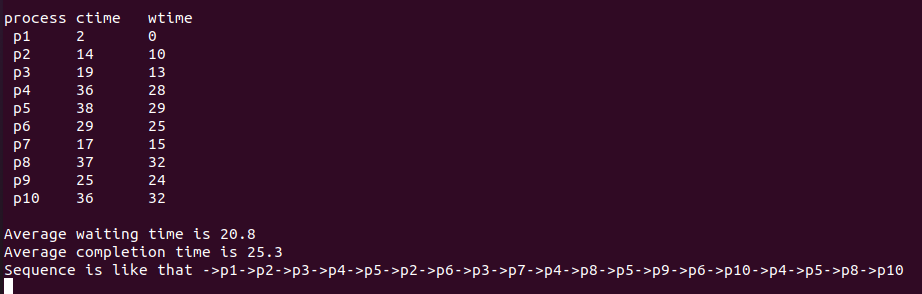 process ctime wtime
p1 2 0
p2 14 10
p3 19 13
p4 36 28
p5 38 29
p6 29 25
p7 17 15
p8 37 32
p9 25 24
p10 36 32
Average waiting time is 20.8
Average completion time is 25.3
Sequence is like that ->p1->p2->p3->p4->p5->p2->p6->p3->p7->p4->p8->p5->p9->p6->p10->p4->p5->p8->p10